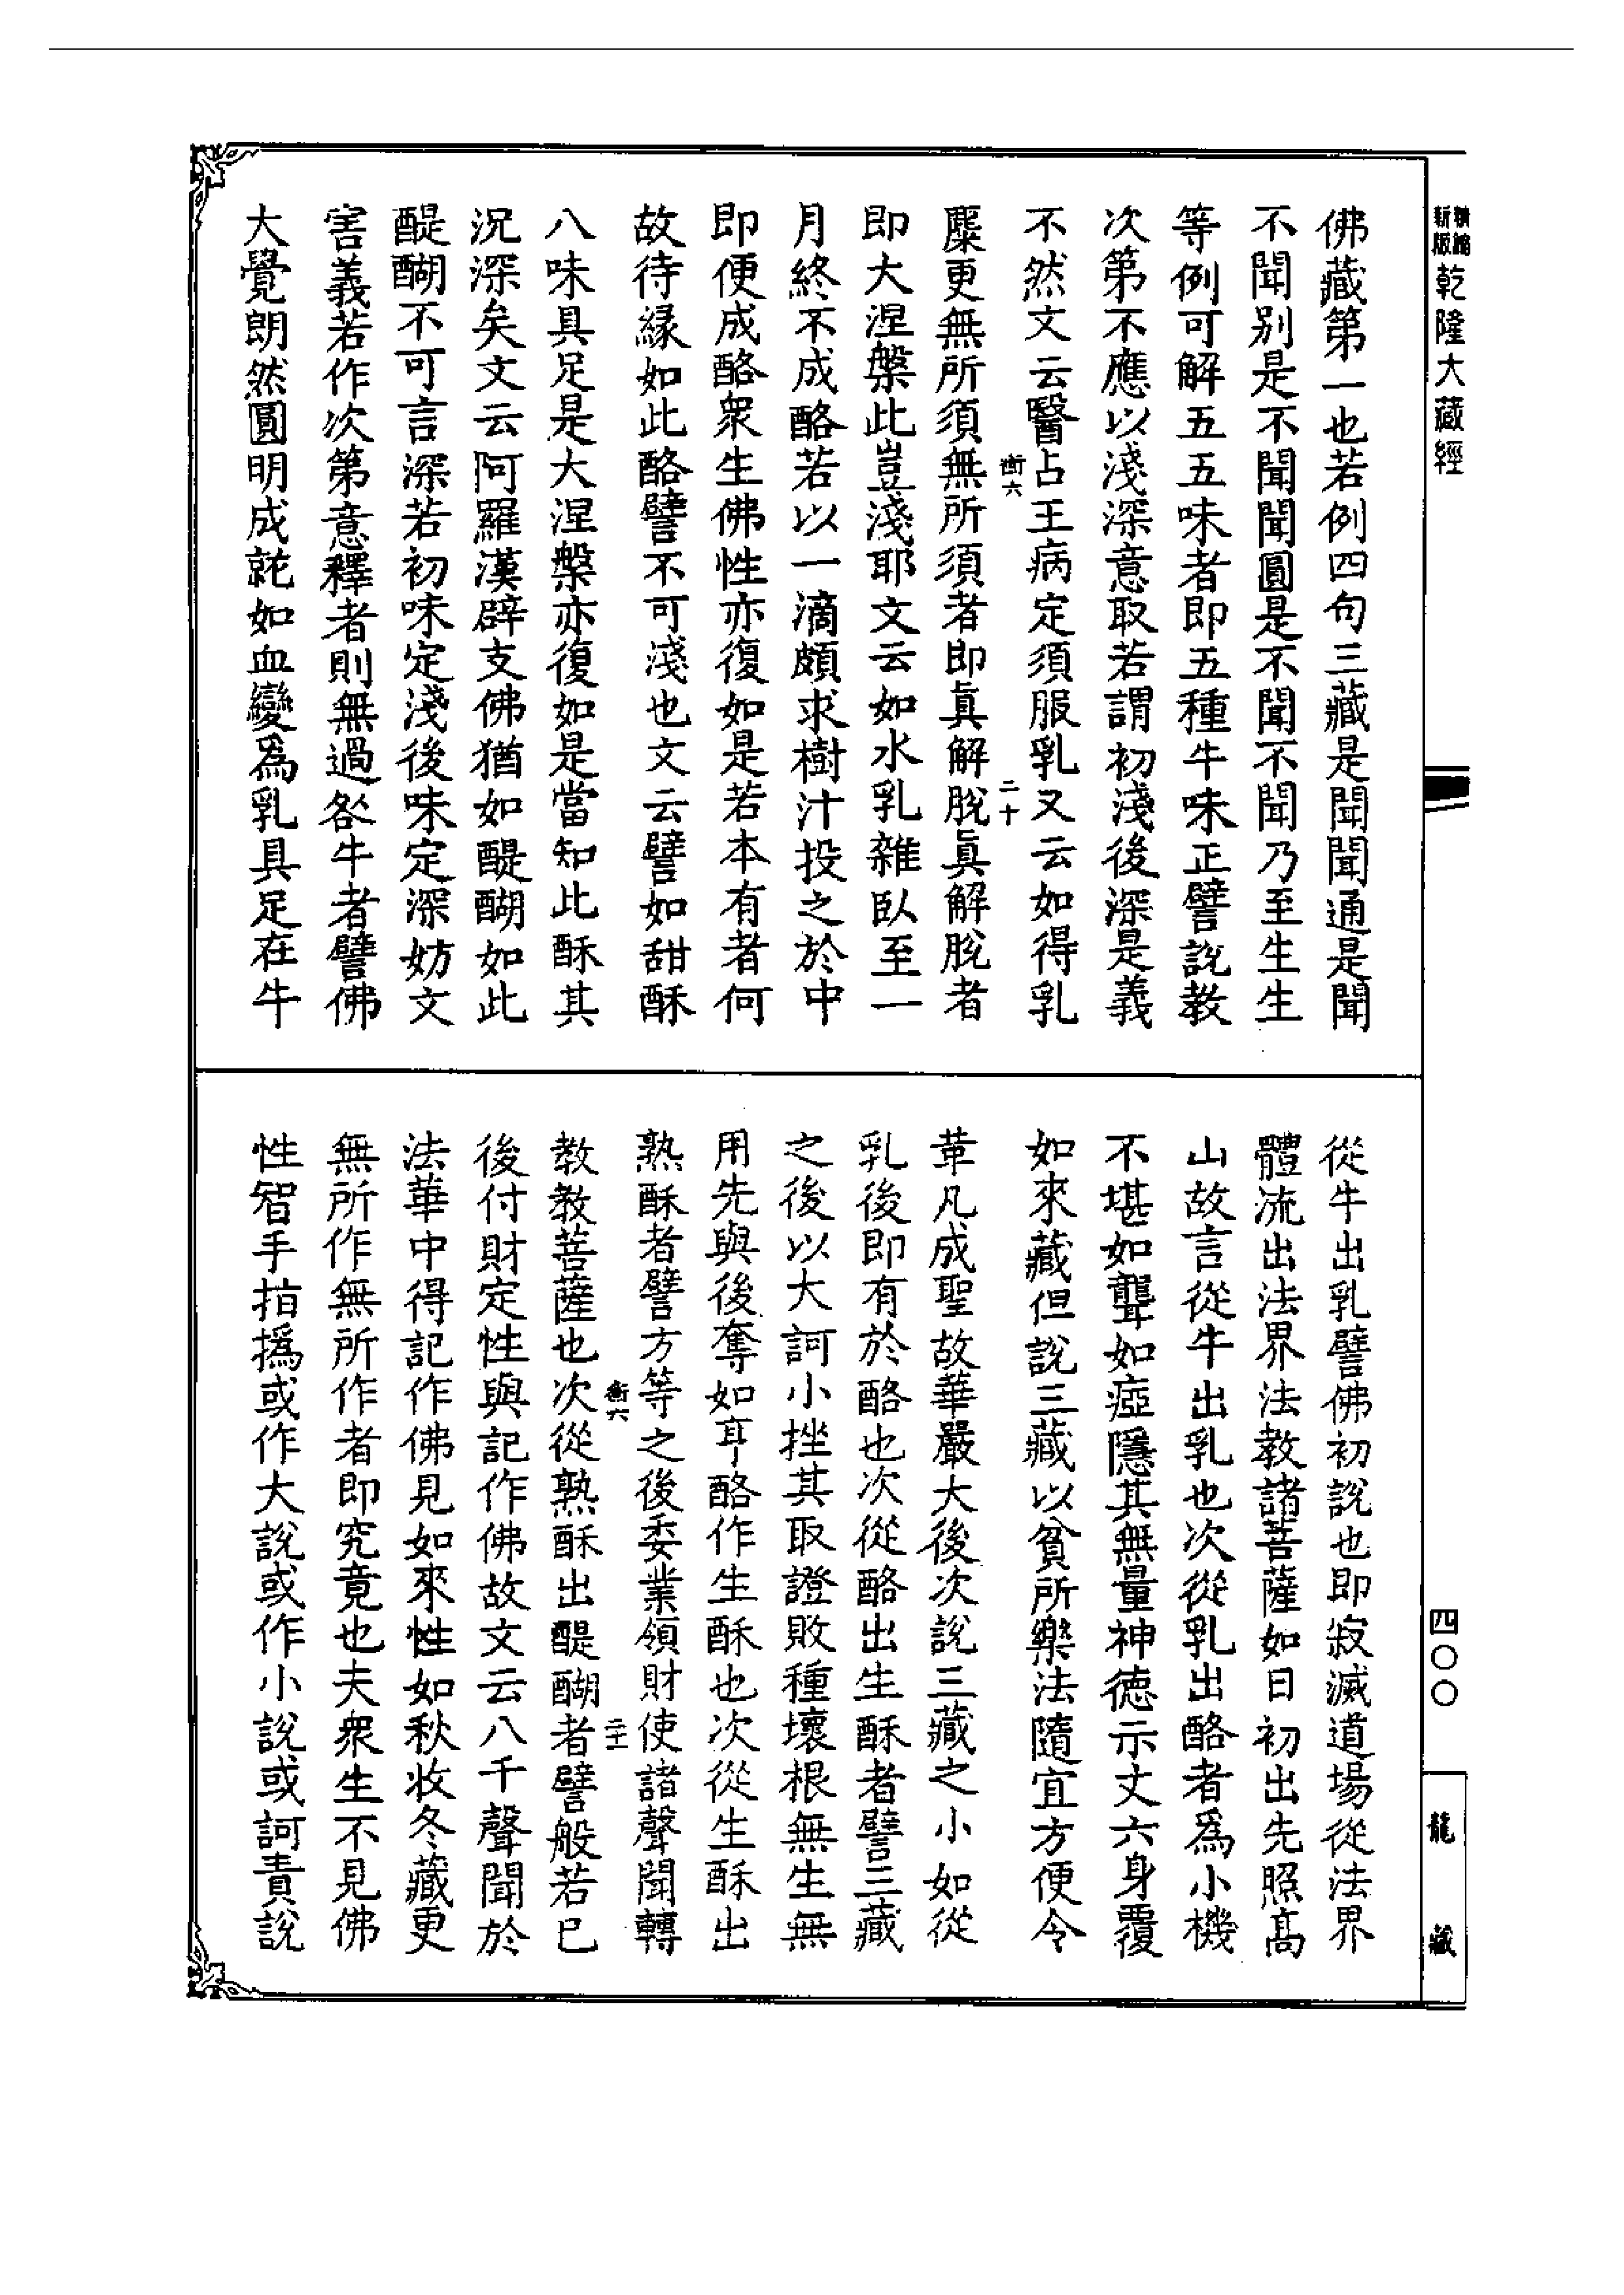 精縮新版乾隆大藏經
佛藏第一也若例四句三藏是聞聞通是聞
不聞別是不聞聞圓是不聞不聞乃至生生
等例可解五五味者即五種牛味正譬說教
次第不應以淺深意取若謂初淺後深是義
不然文云醫占王病定須服乳又云如得乳
衡六 二十
麋更無所須無所須者即眞解脫眞解脫者
即大涅槃此豈淺耶文云如水乳雜臥至一
月終不成酪若以一滴頗求樹汁投之於中
即便成酪衆生佛性亦復如是若本有者何
故待緣如此酪譬不可淺也文云譬如甜酥
八味具足是大涅槃亦復如是當知此酥其
況深矣文云阿羅漢辟支佛猶如醍醐如此
醍醐不可言深若初味定淺後味定深妨文
害義若作次第意釋者則無過咎牛者譬佛
大覺朗然圓明成就如血變爲乳具足在牛
從牛出乳譬佛初說也即寂滅道場從法界
體流出法界法教諸菩薩如日初出先照高
山故言從牛出乳也次從乳出酪者爲小機
不堪如聾如瘂隱其無量神德示丈六身覆
如來藏但說三藏以貧所樂法隨宜方便令
革凡成聖故華嚴大後次說三藏之小如從
乳後即有於酪也次從酪出生酥者譬三藏
之後以大訶小挫其取證敗種壞根無生無
用先與後奪如㝡酪作生酥也次從生酥出
熟酥者譬方等之後委業領財使諸聲聞轉
衡六 二十一
教教菩薩也次從熟酥出醍醐者譬般若已
後付財定性與記作佛故文云八千聲聞於
法華中得記作佛見如來性如秋收冬藏更
無所作無所作者即究竟也夫衆生不見佛
性智手指撝或作大說或作小說或訶責說
四〇〇
龍藏